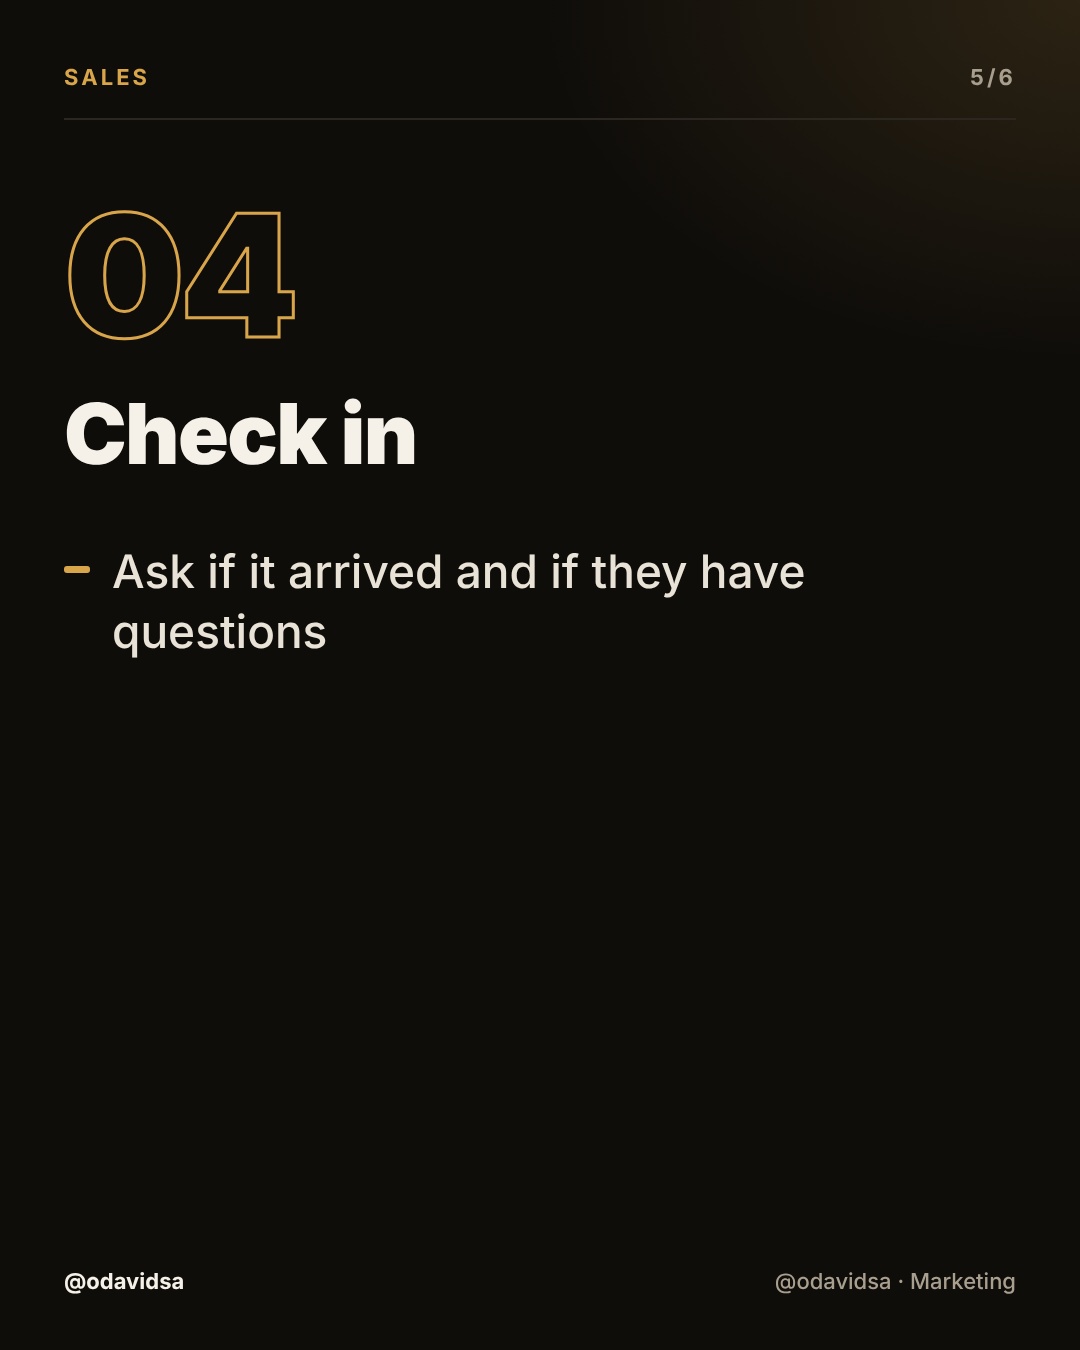 SALES
5/6
04
Check in
Ask if it arrived and if they have
questions
@odavidsa
@odavidsa · Marketing